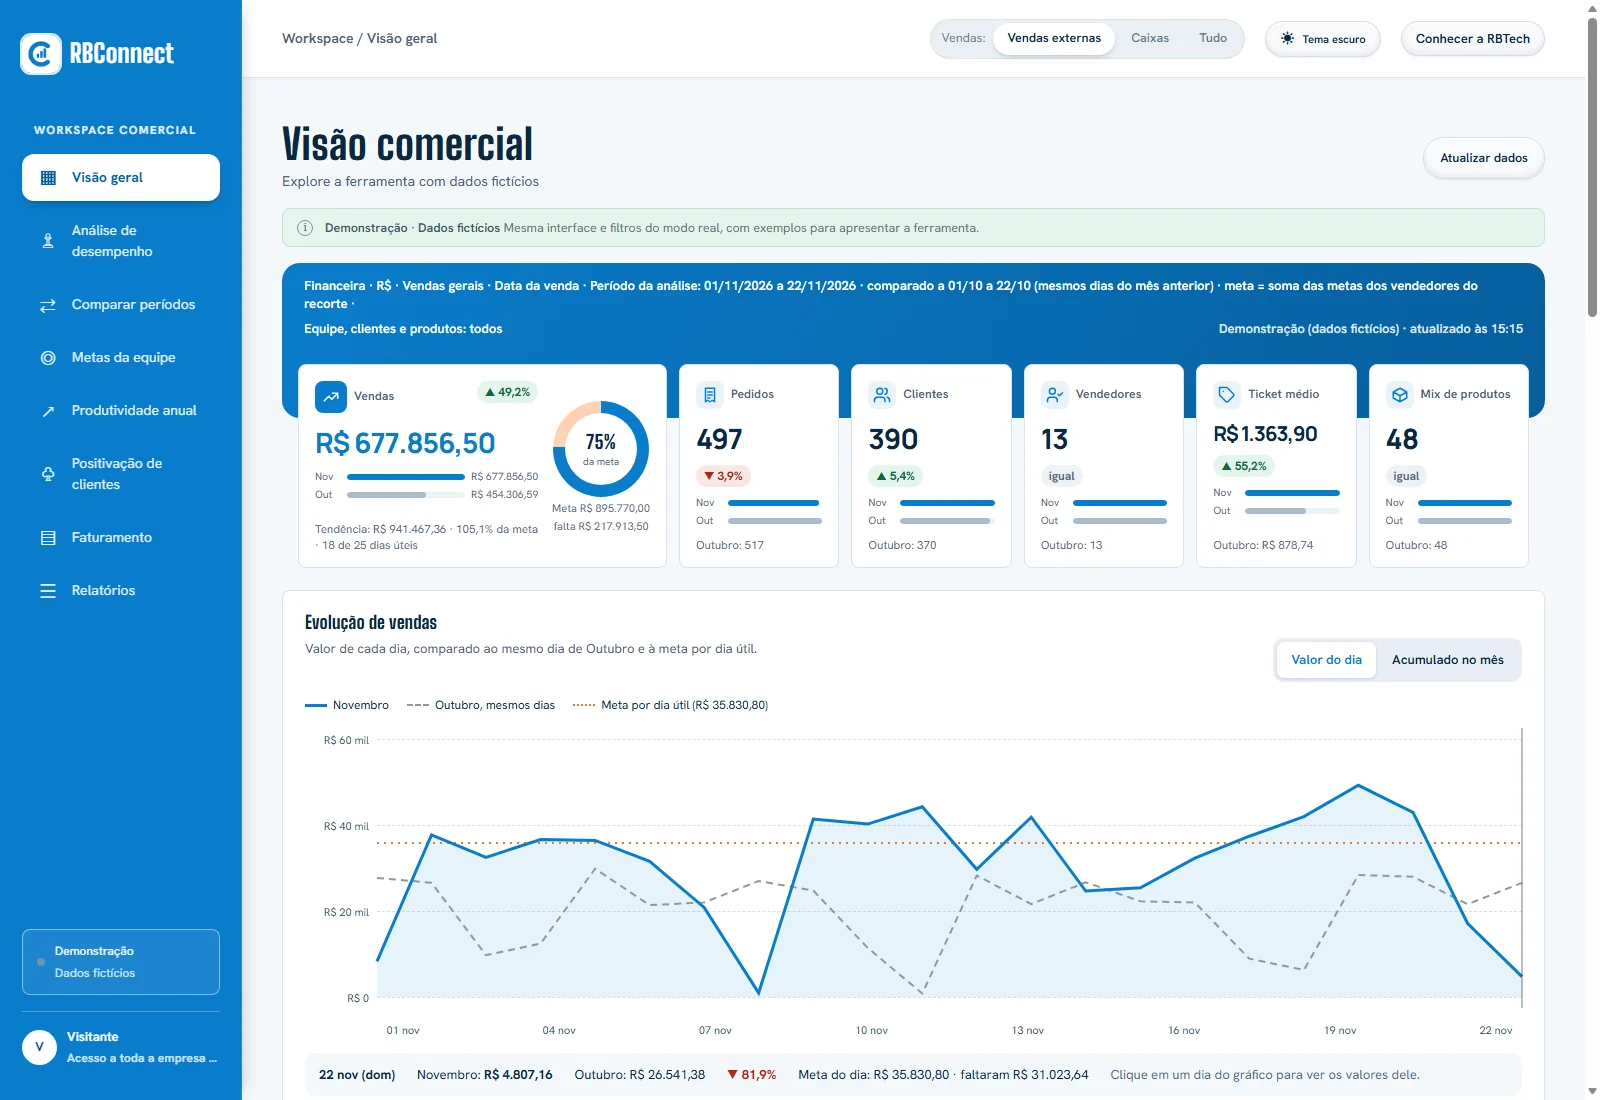 RBConnect
WORKSPACE COMERCIAL
Visão geral
Análise de
desempenho
Comparar períodos
Metas da equipe
Produtividade anual
Positivação de
clientes
Faturamento
Relatórios
Demonstração
Dados fictícios
V
Visitante
Acesso a toda a empresa ...
Workspace / Visão geral
Vendas: Vendas externas Caixas Tudo
Tema escuro
Conhecer a RBTech
Visão comercial
Explore a ferramenta com dados fictícios
Atualizar dados
Demonstração · Dados fictícios Mesma interface e filtros do modo real, com exemplos para apresentar a ferramenta.
Financeira · R$ · Vendas gerais · Data da venda · Período da análise: 01/11/2026 a 22/11/2026 · comparado a 01/10 a 22/10 (mesmos dias do mês anterior) · meta = soma das metas dos vendedores do
recorte ·
Equipe, clientes e produtos: todos
Demonstração (dados fictícios) · atualizado às 15:15
Vendas
▲ 49,2%
R$ 677.856,50
Nov R$ 677.856,50
Out R$ 454.306,59
Tendência: R$ 941.467,36 · 105,1% da meta
· 18 de 25 dias úteis
75%
da meta
Meta R$ 895.770,00
falta R$ 217.913,50
Pedidos
497
▼ 3,9%
Nov
Out
Outubro: 517
Clientes
390
▲ 5,4%
Nov
Out
Outubro: 370
Vendedores
13
igual
Nov
Out
Outubro: 13
Ticket médio
R$ 1.363,90
▲ 55,2%
Nov
Out
Outubro: R$ 878,74
Mix de produtos
48
igual
Nov
Out
Outubro: 48
Evolução de vendas
Valor de cada dia, comparado ao mesmo dia de Outubro e à meta por dia útil.
Valor do dia Acumulado no mês
Novembro Outubro, mesmos dias Meta por dia útil (R$ 35.830,80)
R$ 60 mil
R$ 40 mil
R$ 20 mil
R$ 0
01 nov 04 nov 07 nov 10 nov 13 nov 16 nov 19 nov 22 nov
22 nov (dom) Novembro: R$ 4.807,16 Outubro: R$ 26.541,38 ▼ 81,9% Meta do dia: R$ 35.830,80 · faltaram R$ 31.023,64 Clique em um dia do gráfico para ver os valores dele.